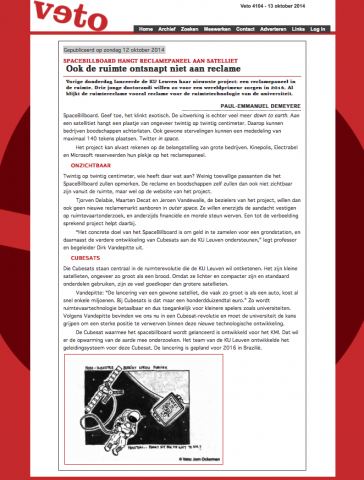 veto
Veto 4104 - 13 oktober 2014
Home Archief Zoeken Meewerken Contact Adverteren Links Log In
Gepubliceerd op zondag 12 oktober 2014
SPACEBILLBOARD HANGT RECLAMEPANEEL AAN SATELLIET
Ook de ruimte ontsnapt niet aan reclame
Vorige donderdag lanceerde de KU Leuven haar nieuwste project: een reclamepaneel in
de ruimte. Drie jonge doctorandi willen zo voor een wereldprimeur zorgen in 2016. Al
blijkt de ruimtereclame vooral reclame voor de ruimtetechnologie van de universiteit.
PAUL-EMMANUEL DEMEYERE
SpaceBillboard. Geef toe, het klinkt exotisch. De uitwerking is echter veel meer down to earth. Aan
een satelliet hangt een plaatje van ongeveer twintig op twintig centimeter. Daarop kunnen
bedrijven boodschappen achterlaten. Ook gewone stervelingen kunnen een mededeling van
maximaal 140 tekens plaatsen. Twitter in space.
Het project kan alvast rekenen op de belangstelling van grote bedrijven. Kinepolis, Electrabel
en Microsoft reserveerden hun plekje op het reclamepaneel.
ONZICHTBAAR
Twintig op twintig centimeter, wie heeft daar wat aan? Weinig toevallige passanten die het
SpaceBillboard zullen opmerken. De reclame en boodschappen zelf zullen dan ook niet zichtbaar
zijn vanuit de ruimte, maar wel op de website van het project.
Tjorven Delabie, Maarten Decat en Jeroen Vandewalle, de bezielers van het project, willen dan
ook geen nieuwe reclamemarkt aanboren in outer space. Ze willen enerzijds de aandacht vestigen
op ruimtevaartonderzoek, en anderzijds financiële en morele steun werven. Een tot de verbeelding
sprekend project helpt daarbij.
"Het concrete doel van het SpaceBillboard is om geld in te zamelen voor een grondstation, en
daarnaast de verdere ontwikkeling van Cubesats aan de KU Leuven ondersteunen," legt professor
en begeleider Dirk Vandepitte uit.
CUBESATS
De Cubesats staan centraal in de ruimterevolutie die de KU Leuven wil ontketenen. Het zijn kleine
satellieten, ongeveer zo groot als een brood. Omdat ze lichter en compacter zijn en standaard
onderdelen gebruiken, zijn ze veel goedkoper dan grotere satellieten.
Vandepitte: "De lancering van een gewone satelliet, die vaak zo groot is als een auto, kost al
snel enkele miljoenen. Bij Cubesats is dat maar een honderdduizendtal euro." Zo wordt
ruimtevaarttechnologie betaalbaar en dus toegankelijk voor kleinere spelers zoals universiteiten.
Volgens Vandepitte bevinden we ons nu in een Cubesat-revolutie en moet de universiteit de kans
grijpen om een sterke positie te verwerven binnen deze nieuwe technologische ontwikkeling.
De Cubesat waarmee het spacebillboard wordt gelanceerd is ontwikkeld voor het KMI. Dat wil
er de opwarming van de aarde mee onderzoeken. Het team van de KU Leuven ontwikkelde het
geleidingssysteem voor deze Cubesat. De lancering is gepland voor 2016 in Brazilië.
© Veto Jorn Ockerman